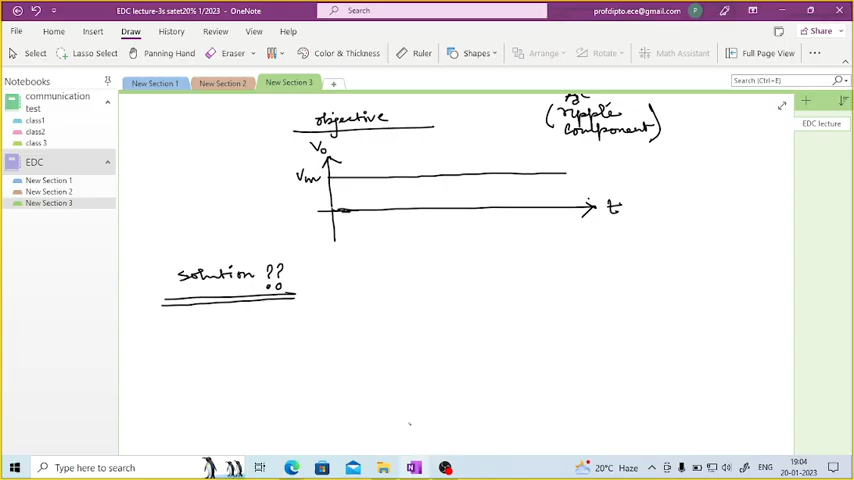 EDC lecture-3s satet20% 1/2023 - OneNote
Search
profdipto.ece@gmail.com
P
File
Home
Insert
Draw
History
Review
View
Help
Share
Select
Lasso Select
Panning Hand
Eraser
Color & Thickness
Shapes
Ruler
Arrange
Rotate
Math Assistant
Full Page View
Notebooks
New Section 1
New Section 2
New Section 3
Search (Ctrl+E)
communication
test
class1
class2
class 3
EDC
New Section 1
New Section 2
New Section 3
EDC lecture
objective
(ripple
component)
Vo
Vm
t
solution ??
Type here to search
20°C Haze
ENG
19:04
20-01-2023